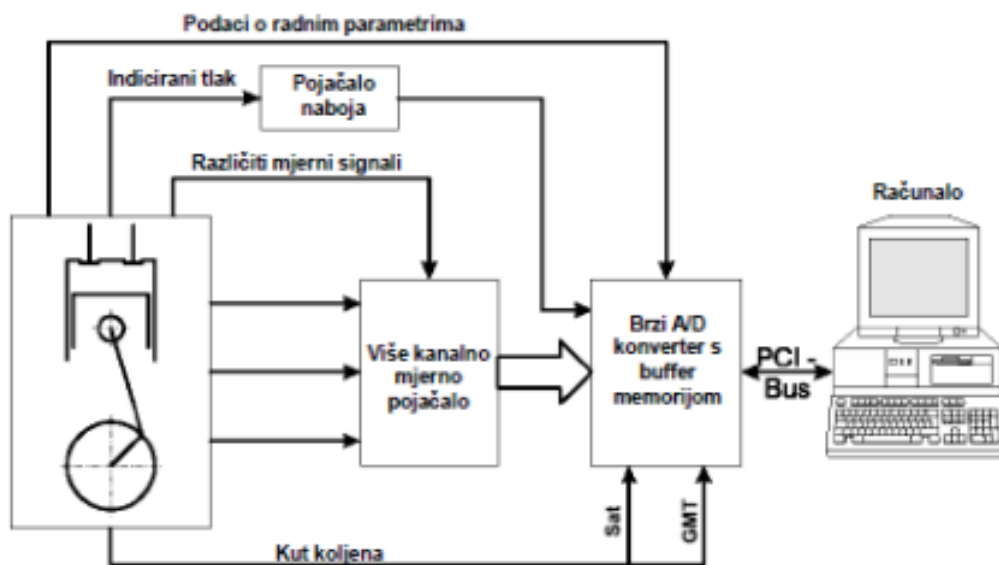 Podaci o radnim parametrima
Indicirani tlak
Pojačalo
naboja
Različiti mjerni signali
Računalo
Više kanalno
mjerno
pojačalo
Brzi A/D
konverter s
buffer
memorijom
PCI -
Bus
Sat
GMT
Kut koljena